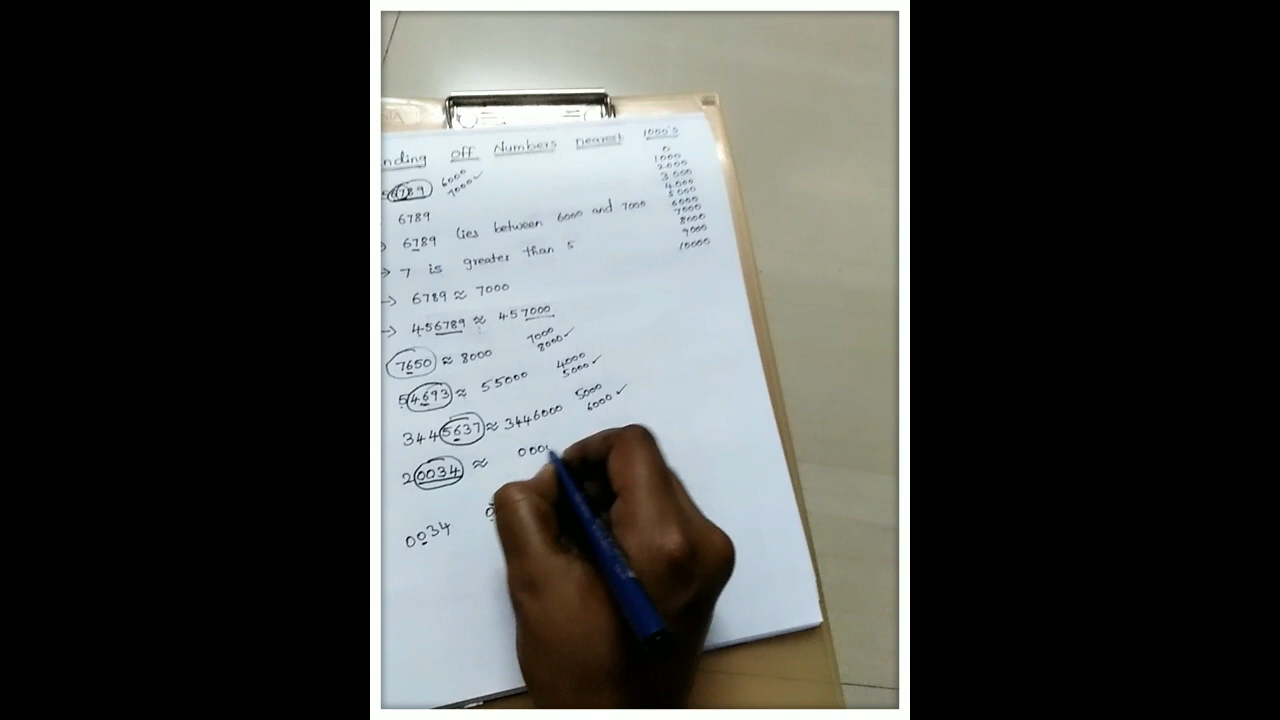 nding off Numbers nearest 1000's
6789 6000
7000 ✓
0
1000
2000
3000
4000
5000
6000
7000
8000
9000
10000
6789
→ 6789 lies between 6000 and 7000
→ 7 is greater than 5
→ 6789 ≈ 7000
→ 456789 ≈ 457000
7650 ≈ 8000 7000
8000 ✓
54693 ≈ 55000 4000
5000 ✓
3445637 ≈ 3446000 5000
6000 ✓
20034 ≈ 000
0034